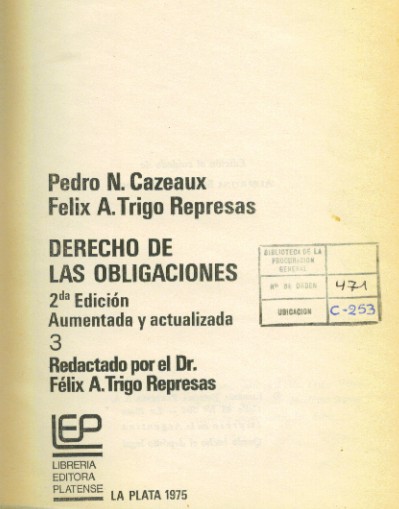 Pedro N. Cazeaux
Felix A. Trigo Represas
DERECHO DE
LAS OBLIGACIONES
2da Edición
Aumentada y actualizada
3
Redactado por el Dr.
Félix A. Trigo Represas
LEP
LIBRERIA
EDITORA
PLATENSE
LA PLATA 1975
BIBLIOTECA DE LA
PROCURACION
GENERAL
Nº DE ORDEN 471
UBICACION C-253